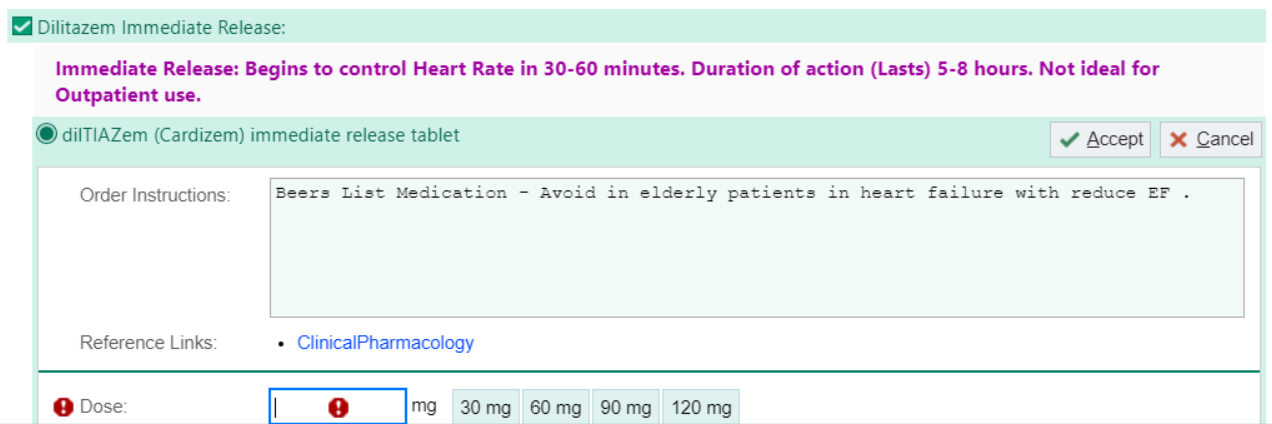 Dilitazem Immediate Release:
Immediate Release: Begins to control Heart Rate in 30-60 minutes. Duration of action (Lasts) 5-8 hours. Not ideal for
Outpatient use.
dilTIAZem (Cardizem) immediate release tablet Accept Cancel
Order Instructions: Beers List Medication - Avoid in elderly patients in heart failure with reduce EF .
Reference Links: • ClinicalPharmacology
Dose: mg 30 mg 60 mg 90 mg 120 mg